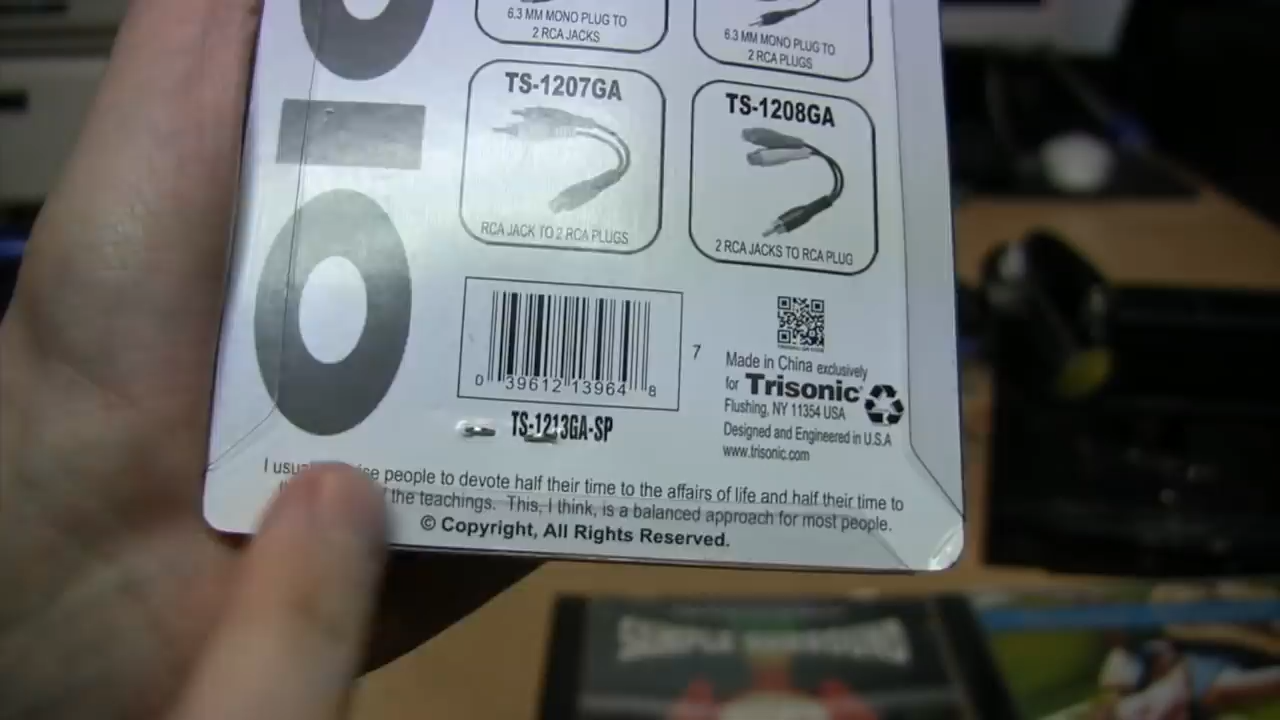 6.3 MM MONO PLUG TO
2 RCA JACKS
6.3 MM MONO PLUG TO
2 RCA PLUGS
TS-1207GA
RCA JACK TO 2 RCA PLUGS
TS-1208GA
2 RCA JACKS TO RCA PLUG
0 39612 13964 8
7
TS-1213GA-SP
Made in China exclusively
for Trisonic
Flushing, NY 11354 USA
Designed and Engineered in U.S.A
www.trisonic.com
I people to devote half their time to the affairs of life and half their time to
the teachings. This, I think, is a balanced approach for most people.
© Copyright, All Rights Reserved.